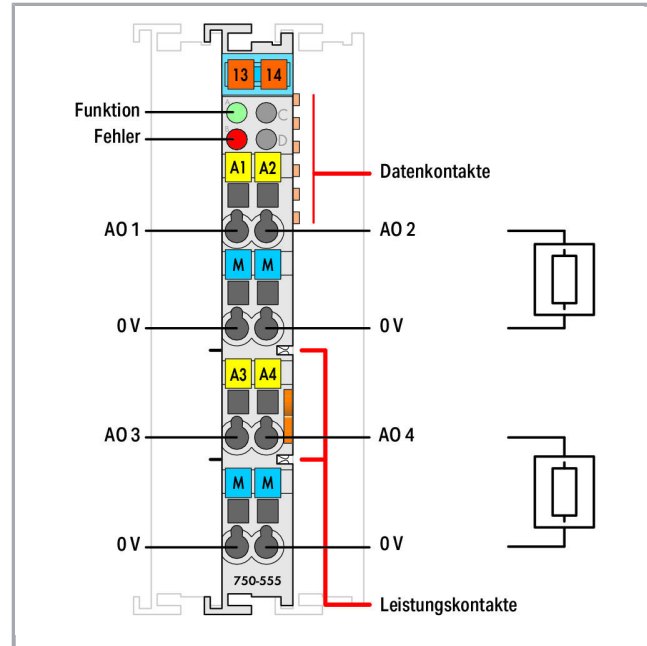 13 14
A C
Funktion
Fehler
D
A1 A2
Datenkontakte
AO 1
AO 2
M M
0 V
0 V
A3 A4
AO 3
AO 4
M M
0 V
0 V
750-555
Leistungskontakte